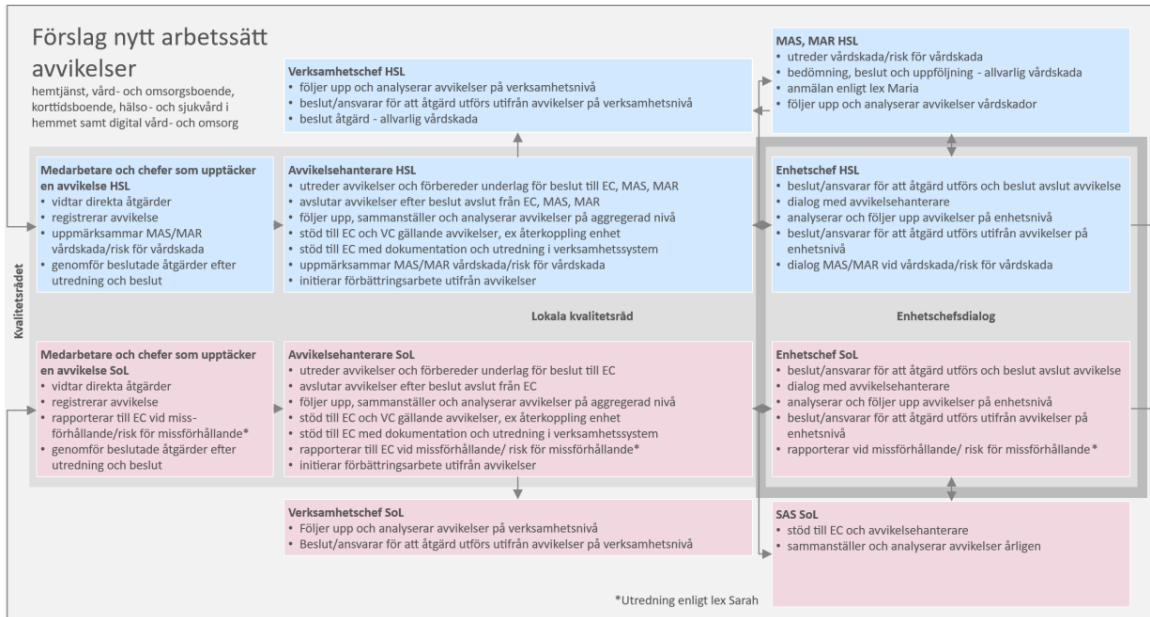 Förslag nytt arbetssätt
avvikelser
hemtjänst, vård- och omsorgsboende,
korttidsboende, hälso- och sjukvård i
hemmet samt digital vård- och omsorg
Verksamhetschef HSL
• följer upp och analyserar avvikelser på verksamhetsnivå
• beslut/ansvarar för att åtgärd utförs utifrån avvikelser på verksamhetsnivå
• beslut åtgärd - allvarlig vårdskada
MAS, MAR HSL
• utreder vårdskada/risk för vårdskada
• bedömning, beslut och uppföljning - allvarlig vårdskada
• anmälan enligt lex Maria
• följer upp och analyserar avvikelser vårdskador
Kvalitetsrådet
Medarbetare och chefer som upptäcker
en avvikelse HSL
• vidtar direkta åtgärder
• registrerar avvikelse
• uppmärksammar MAS/MAR
vårdskada/risk för vårdskada
• genomför beslutade åtgärder efter
utredning och beslut
Avvikelsehanterare HSL
• utreder avvikelser och förbereder underlag för beslut till EC, MAS, MAR
• avslutar avvikelser efter beslut avslut från EC, MAS, MAR
• följer upp, sammanställer och analyserar avvikelser på aggregerad nivå
• stöd till EC och VC gällande avvikelser, ex återkoppling enhet
• stöd till EC med dokumentation och utredning i verksamhetssystem
• uppmärksammar MAS/MAR vårdskada/risk för vårdskada
• initierar förbättringsarbete utifrån avvikelser
Enhetschef HSL
• beslut/ansvarar för att åtgärd utförs och beslut avslut avvikelse
• dialog med avvikelsehanterare
• analyserar och följer upp avvikelser på enhetsnivå
• beslut/ansvarar för att åtgärd utförs utifrån avvikelser på
enhetsnivå
• dialog MAS/MAR vid vårdskada/risk för vårdskada
Lokala kvalitetsråd
Enhetschefsdialog
Medarbetare och chefer som upptäcker
en avvikelse SoL
• vidtar direkta åtgärder
• registrerar avvikelse
• rapporterar till EC vid miss-
förhållande/risk för missförhållande*
• genomför beslutade åtgärder efter
utredning och beslut
Avvikelsehanterare SoL
• utreder avvikelser och förbereder underlag för beslut till EC
• avslutar avvikelser efter beslut avslut från EC
• följer upp, sammanställer och analyserar avvikelser på aggregerad nivå
• stöd till EC och VC gällande avvikelser, ex återkoppling enhet
• stöd till EC med dokumentation och utredning i verksamhetssystem
• rapporterar till EC vid missförhållande/ risk för missförhållande*
• initierar förbättringsarbete utifrån avvikelser
Enhetschef SoL
• beslut/ansvarar för att åtgärd utförs och beslut avslut avvikelse
• dialog med avvikelsehanterare
• analyserar och följer upp avvikelser på enhetsnivå
• beslut/ansvarar för att åtgärd utförs utifrån avvikelser på
enhetsnivå
• rapporterar vid missförhållande/ risk för missförhållande*
Verksamhetschef SoL
• Följer upp och analyserar avvikelser på verksamhetsnivå
• Beslut/ansvarar för att åtgärd utförs utifrån avvikelser på verksamhetsnivå
SAS SoL
• stöd till EC och avvikelsehanterare
• sammanställer och analyserar avvikelser årligen
*Utredning enligt lex Sarah